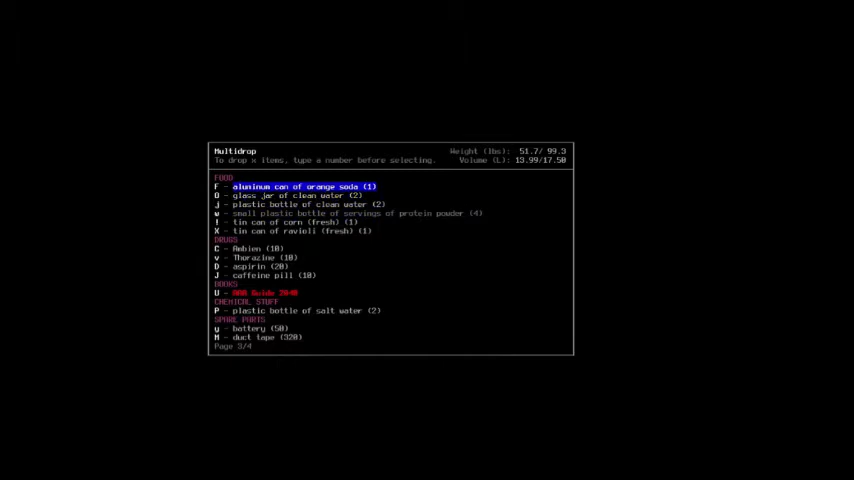 Multidrop Weight (lbs): 51.7/ 99.3
To drop x items, type a number before selecting. Volume (L): 13.99/17.50
FOOD
F - aluminum can of orange soda (1)
O - glass jar of clean water (2)
j - plastic bottle of clean water (2)
w - small plastic bottle of servings of protein powder (4)
! - tin can of corn (fresh) (1)
X - tin can of ravioli (fresh) (1)
DRUGS
C - Ambien (10)
v - Thorazine (10)
D - aspirin (20)
J - caffeine pill (10)
BOOKS
U - Guide 2040
CHEMICAL STUFF
P - plastic bottle of salt water (2)
SPARE PARTS
y - battery (50)
M - duct tape (320)
Page 3/4